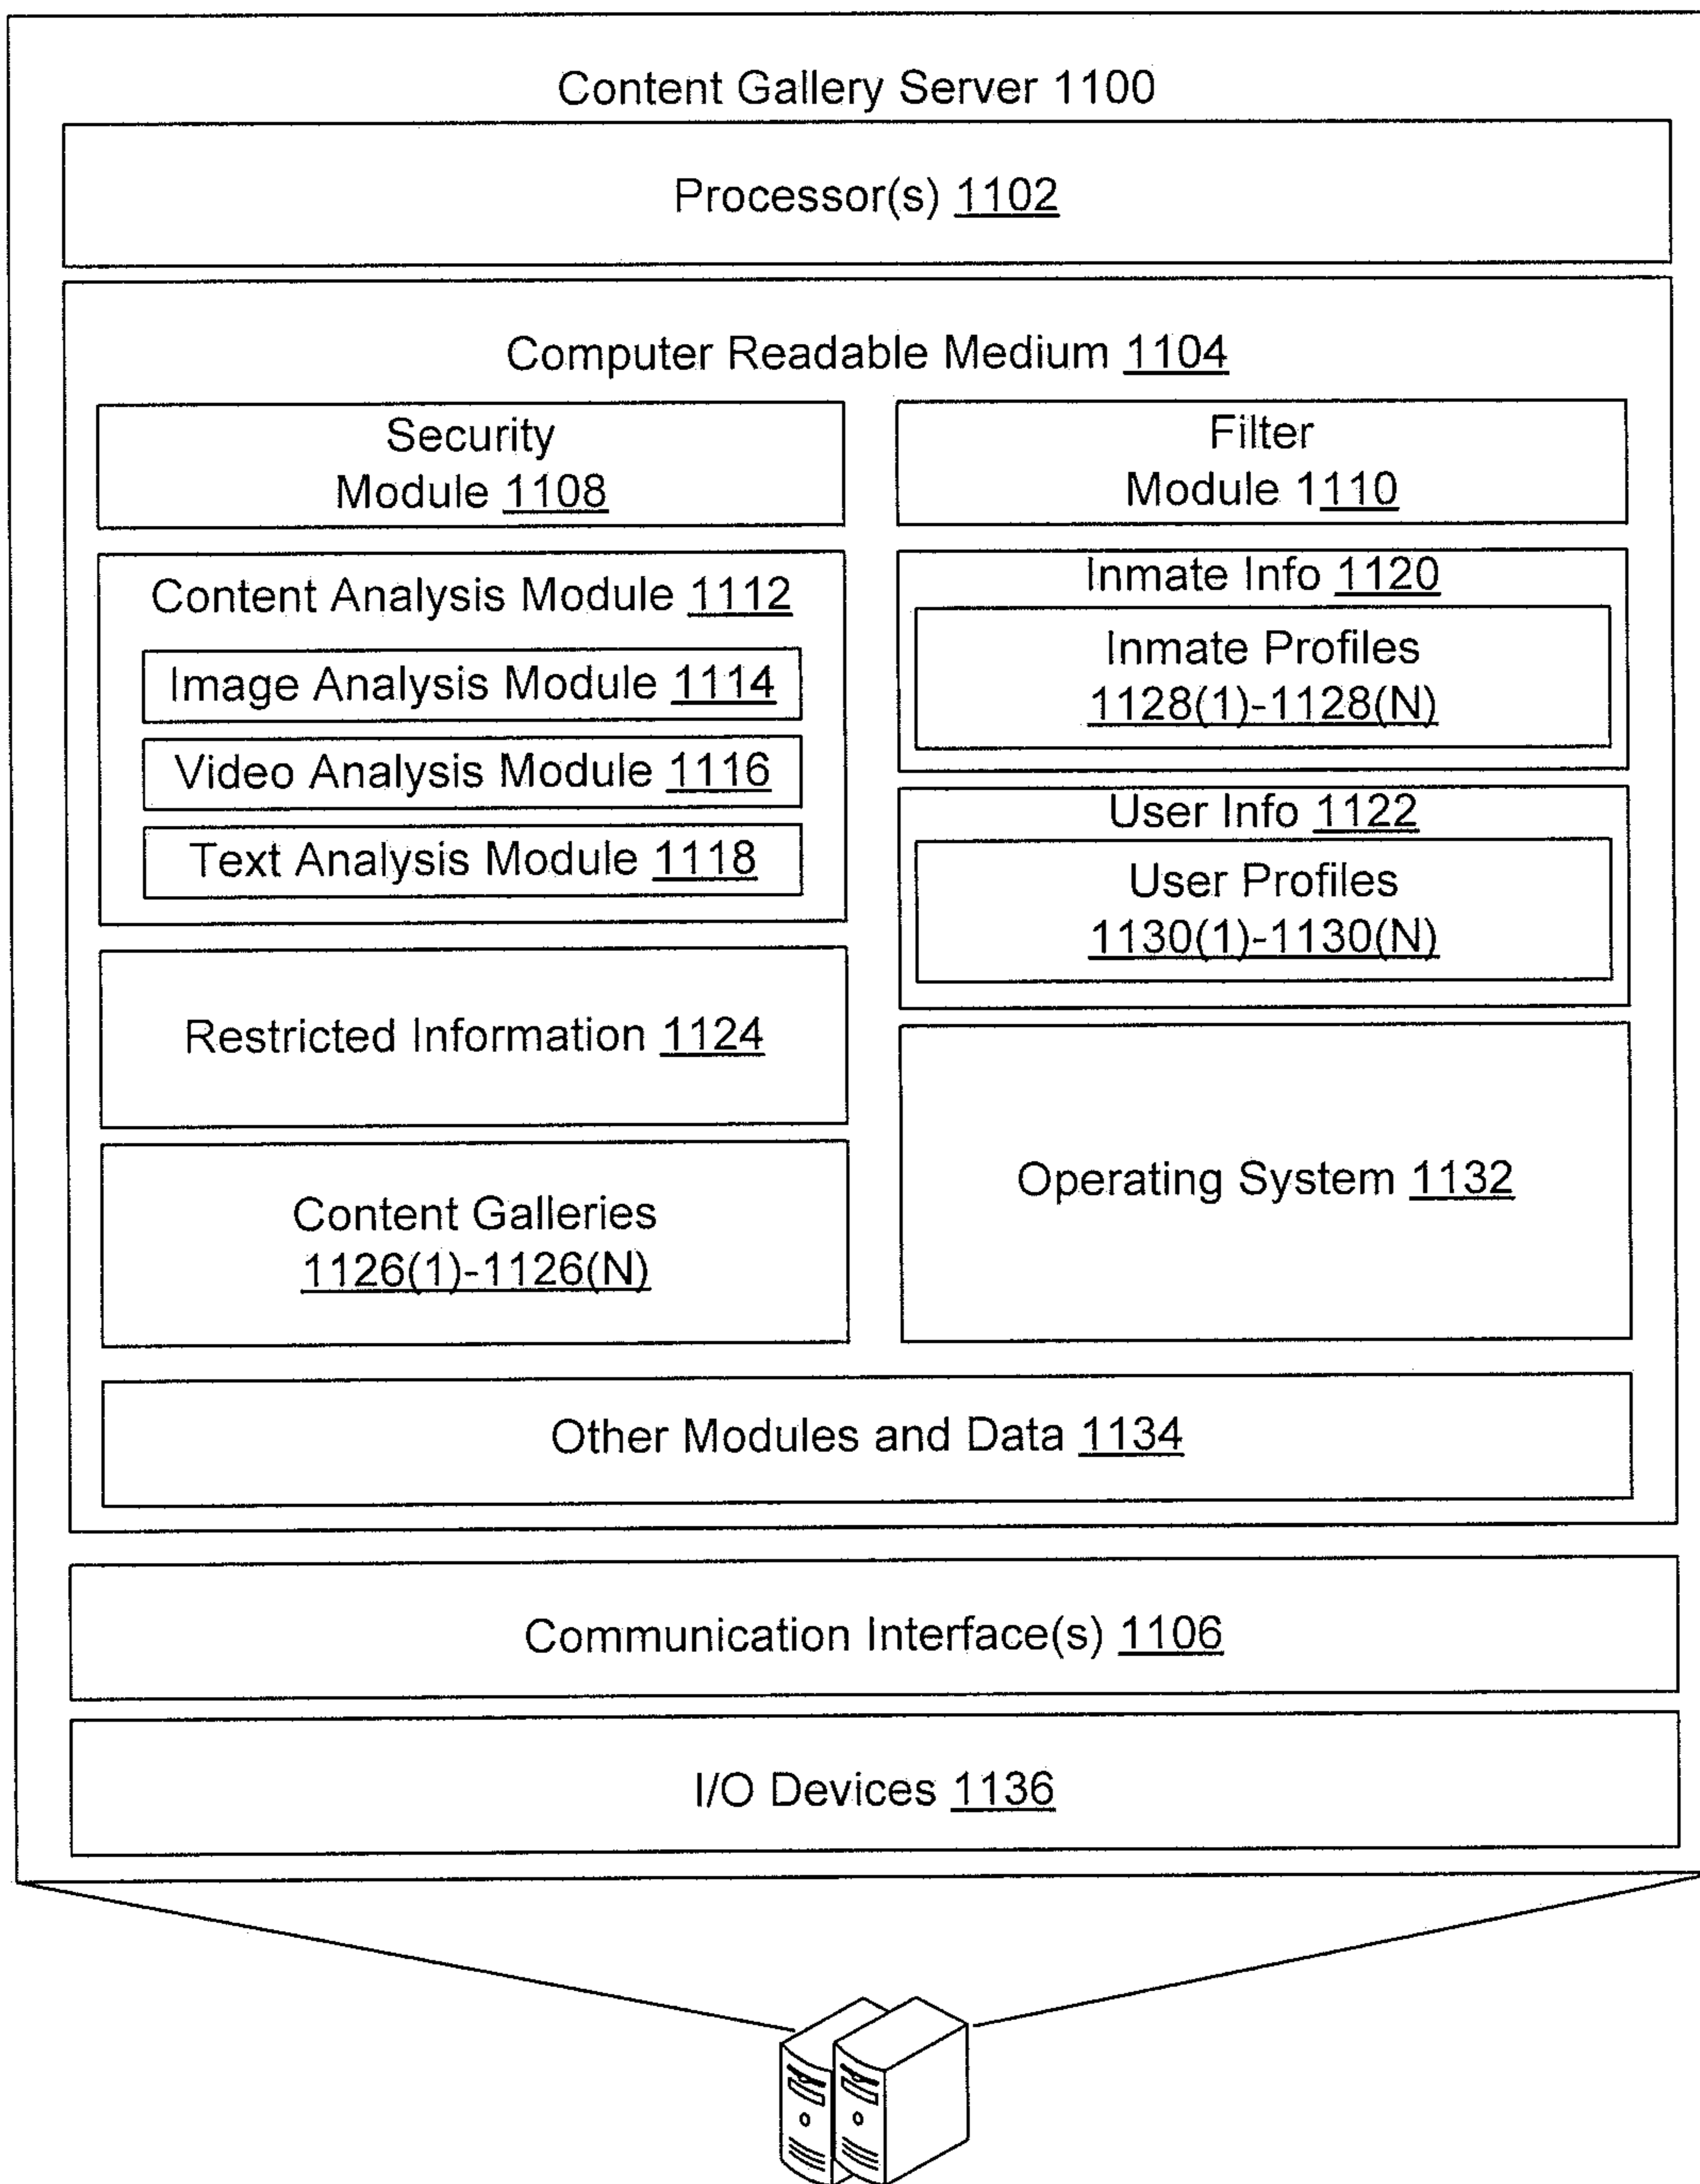 Content Gallery Server 1100
Processor(s) 1102
Computer Readable Medium 1104
Security
Module 1108
Filter
Module 1110
Content Analysis Module 1112
Image Analysis Module 1114
Video Analysis Module 1116
Text Analysis Module 1118
Inmate Info 1120
Inmate Profiles
1128(1)-1128(N)
User Info 1122
User Profiles
1130(1)-1130(N)
Restricted Information 1124
Content Galleries
1126(1)-1126(N)
Operating System 1132
Other Modules and Data 1134
Communication Interface(s) 1106
I/O Devices 1136